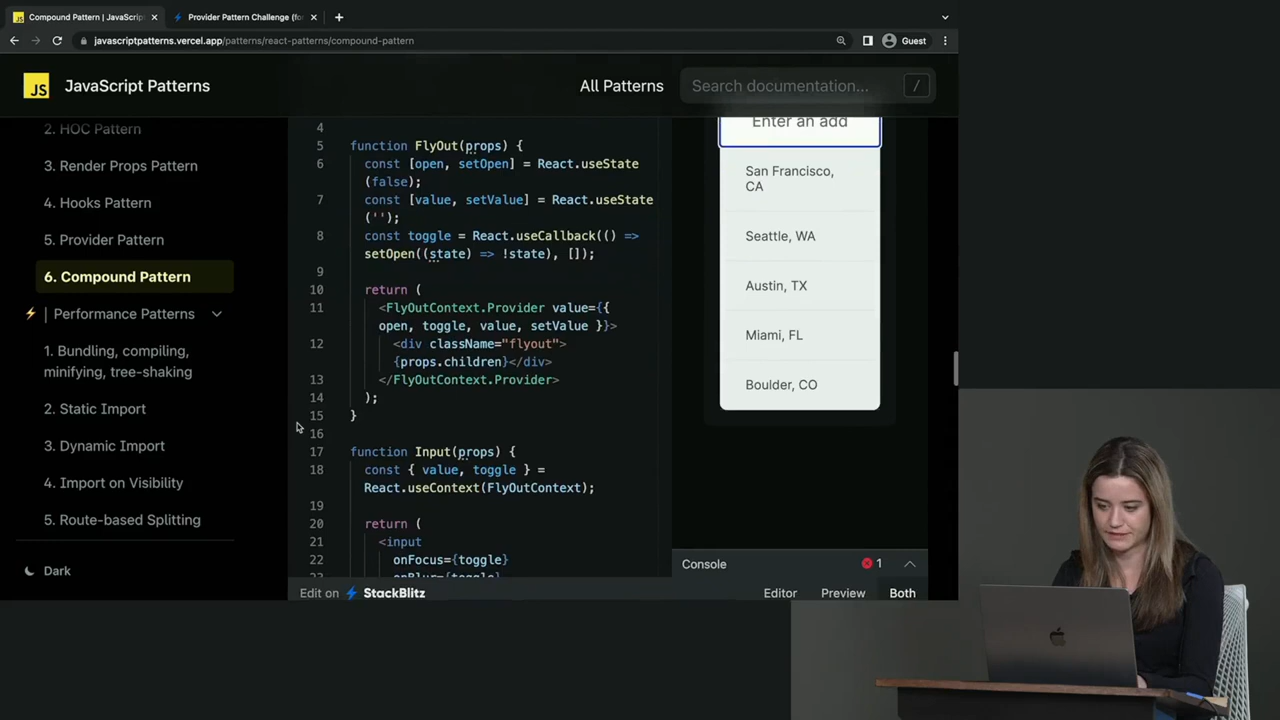 Compound Pattern | JavaScrip
Provider Pattern Challenge (fo
javascriptpatterns.vercel.app/patterns/react-patterns/compound-pattern
Guest
JS
JavaScript Patterns
All Patterns
Search documentation...
/
2. HOC Pattern
3. Render Props Pattern
4. Hooks Pattern
5. Provider Pattern
6. Compound Pattern
Performance Patterns
1. Bundling, compiling,
minifying, tree-shaking
2. Static Import
3. Dynamic Import
4. Import on Visibility
5. Route-based Splitting
Dark
4
5 function FlyOut(props) {
6 const [open, setOpen] = React.useState
(false);
7 const [value, setValue] = React.useState
('');
8 const toggle = React.useCallback(() =>
setOpen((state) => !state), []);
9
10 return (
11 <FlyOutContext.Provider value={{
open, toggle, value, setValue }}>
12 <div className="flyout">
{props.children}</div>
13 </FlyOutContext.Provider>
14 );
15 }
16
17 function Input(props) {
18 const { value, toggle } =
React.useContext(FlyOutContext);
19
20 return (
21 <input
22 onFocus={toggle}
23 onBlur={toggle}
Edit on StackBlitz
Enter an add
San Francisco,
CA
Seattle, WA
Austin, TX
Miami, FL
Boulder, CO
Console
1
Editor
Preview
Both